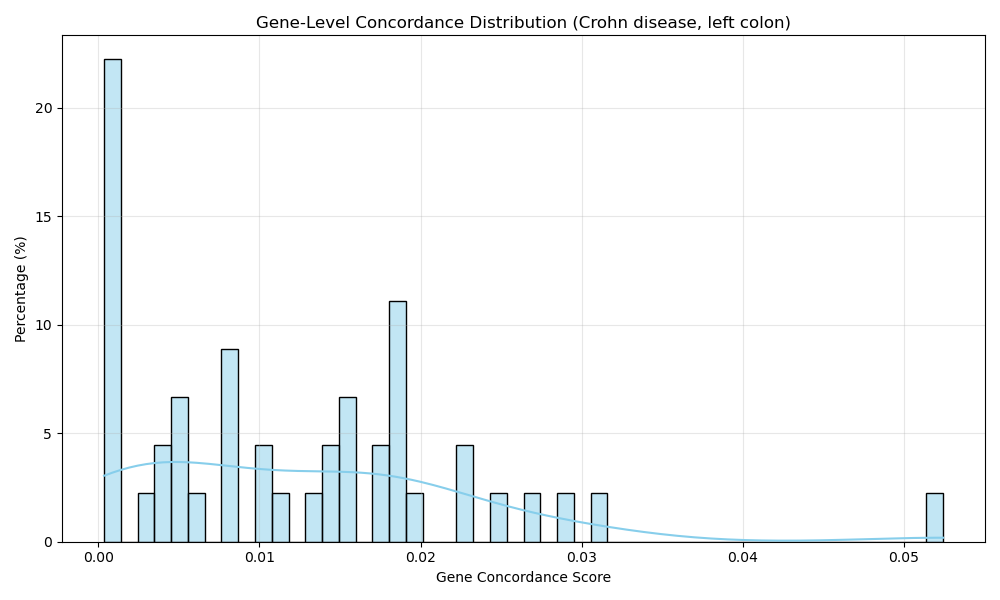 Gene-Level Concordance Distribution (Crohn disease, left colon)
Percentage (%)
20
15
10
5
0
0.00 0.01 0.02 0.03 0.04 0.05
Gene Concordance Score